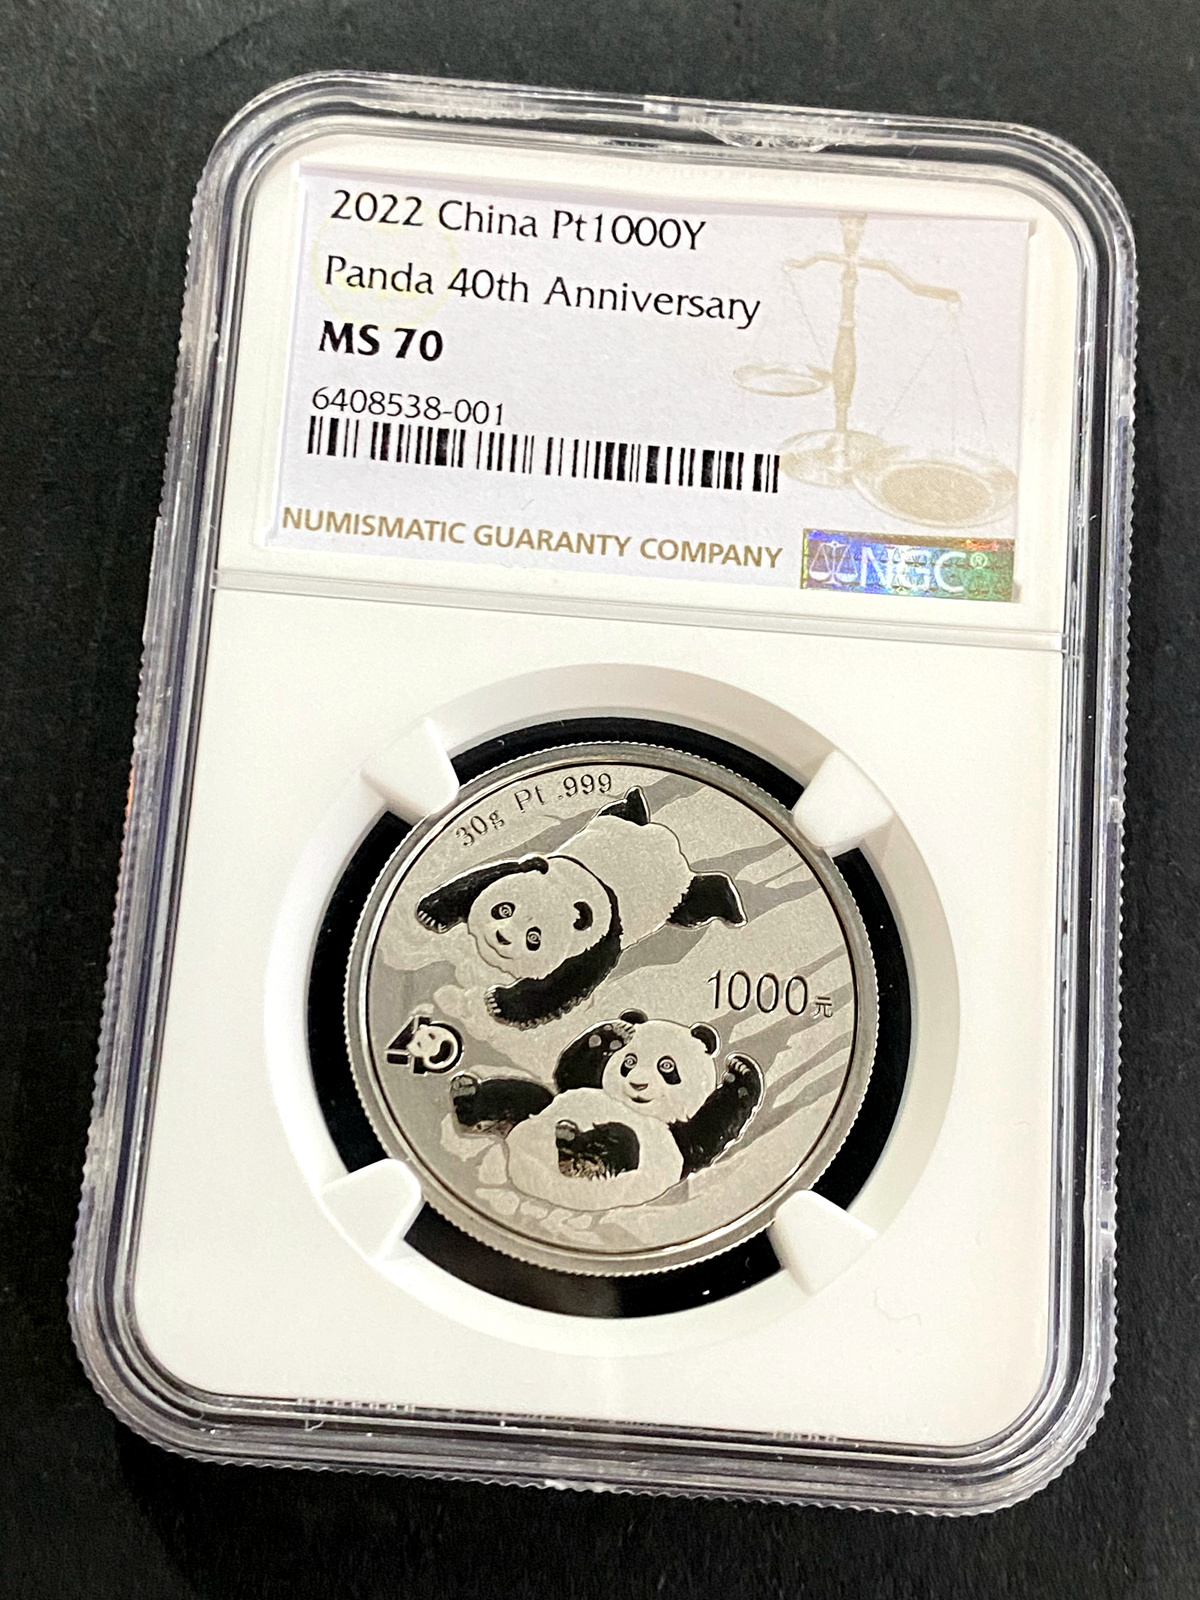 2022 China Pt1000Y
Panda 40th Anniversary
MS 70
6408538-001
NUMISMATIC GUARANTY COMPANY
NGC®
30g Pt .999
1000元
40